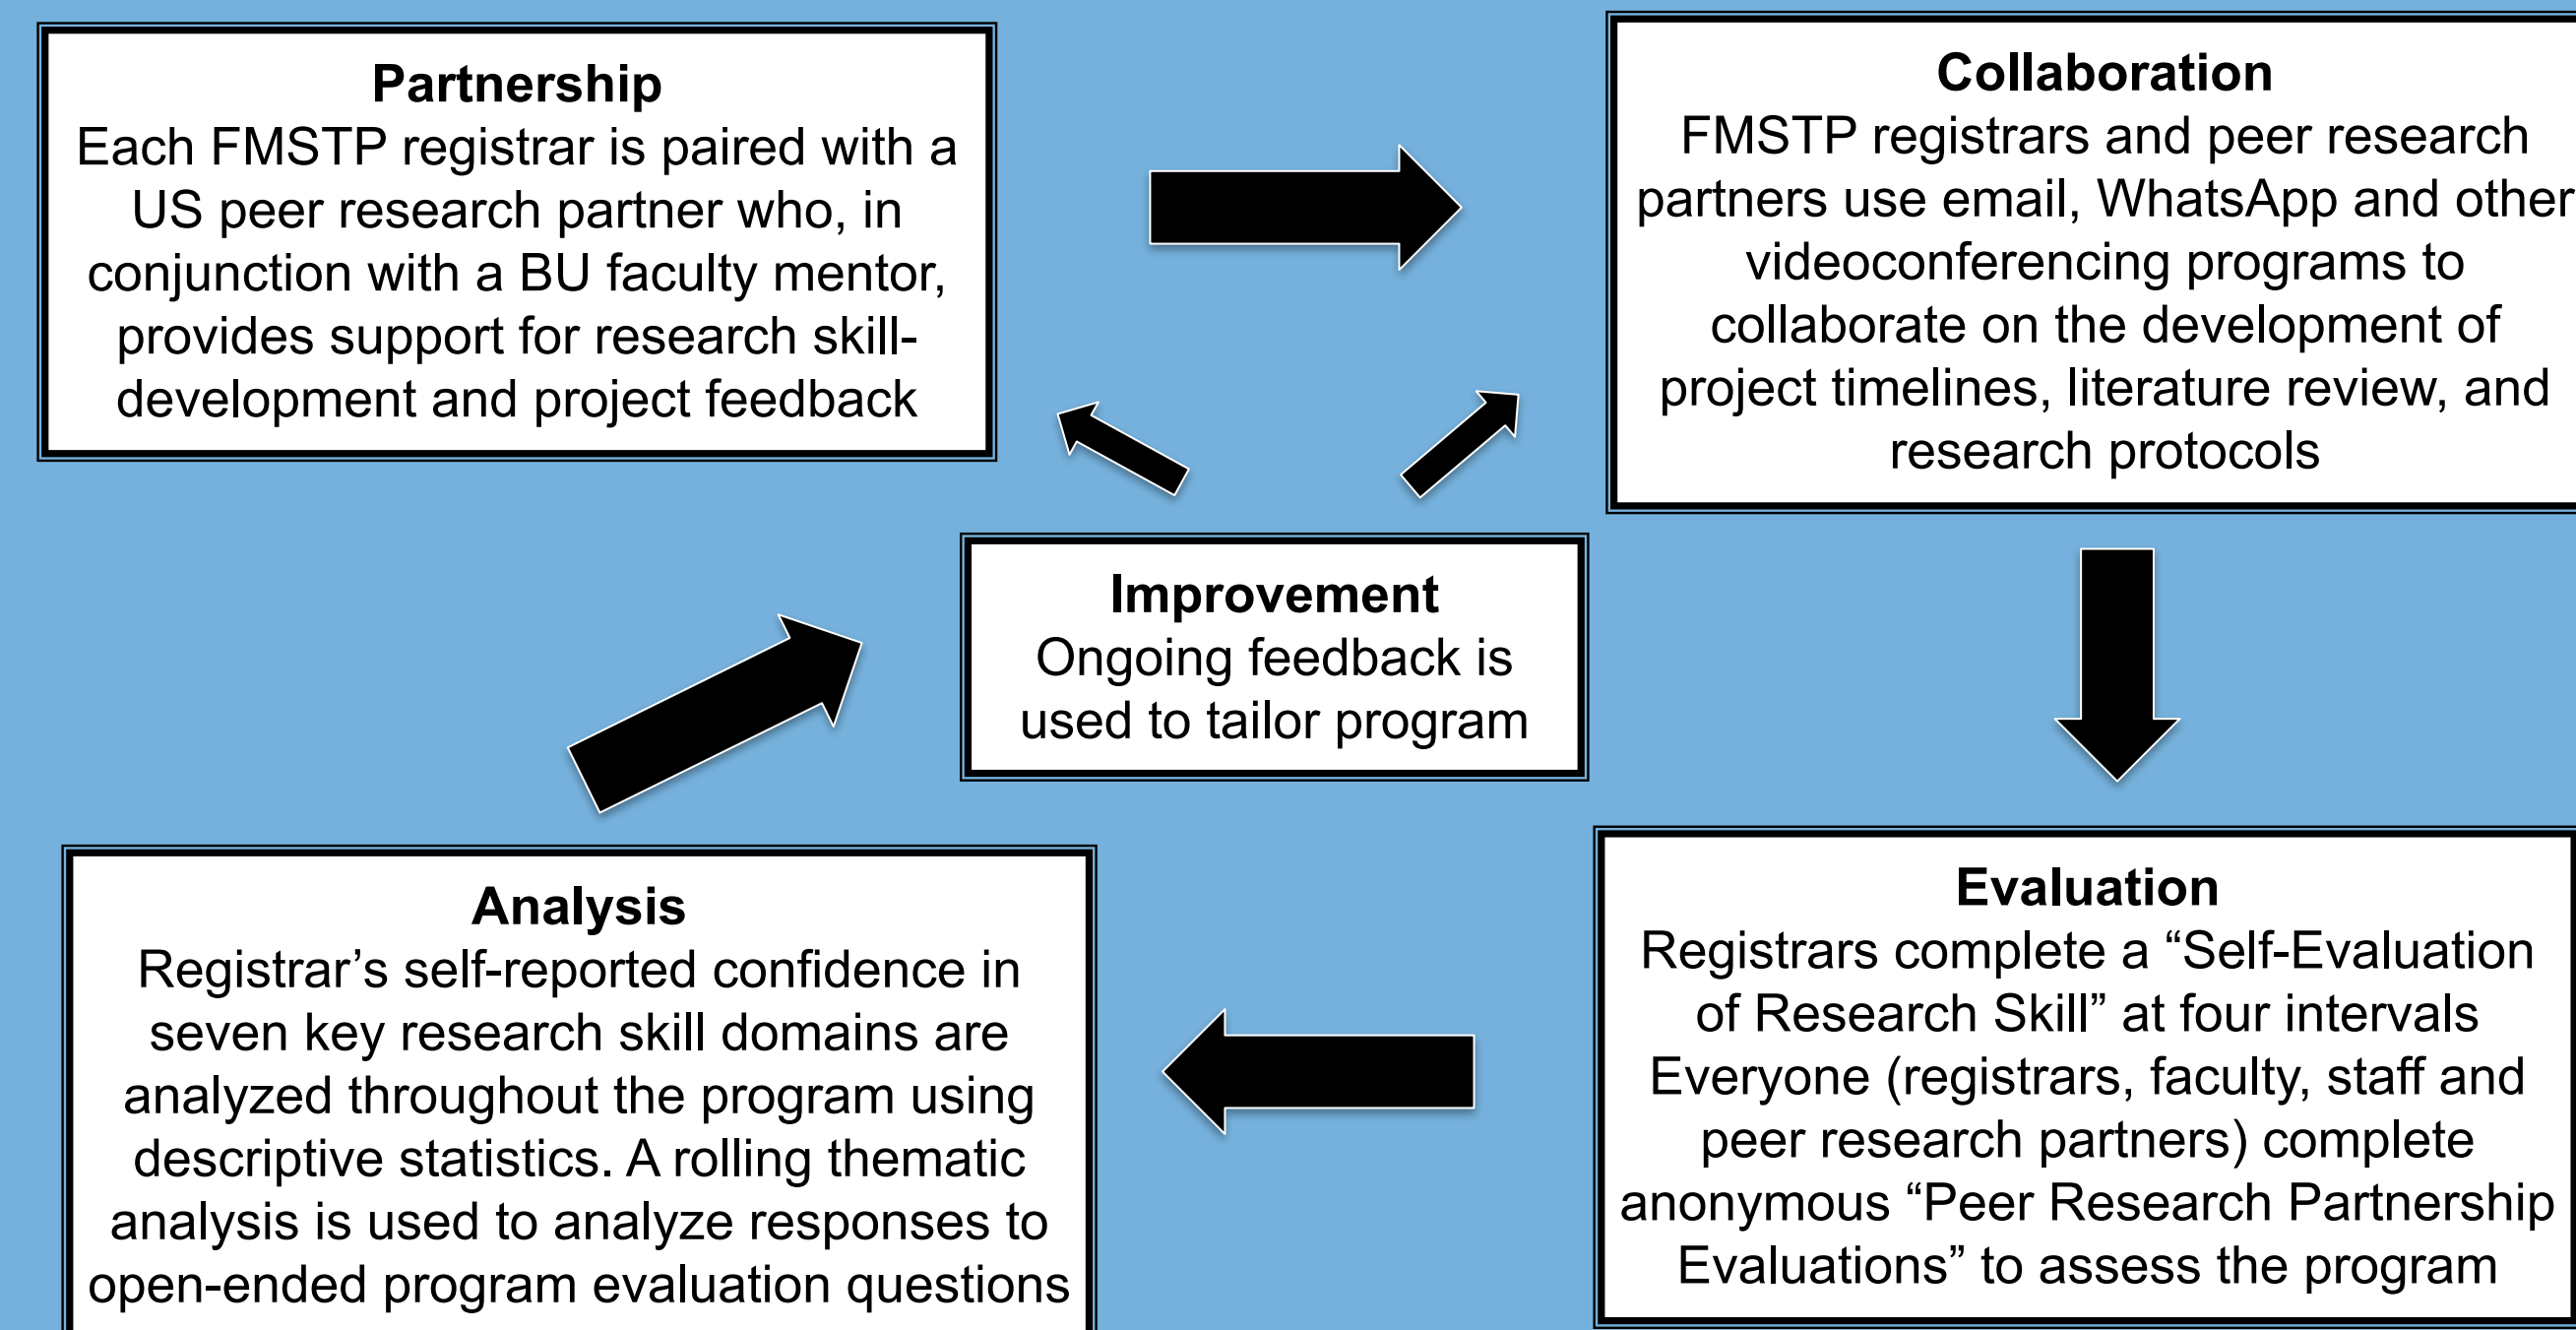 Partnership
Each FMSTP registrar is paired with a
US peer research partner who, in
conjunction with a BU faculty mentor,
provides support for research skill-
development and project feedback
Collaboration
FMSTP registrars and peer research
partners use email, WhatsApp and other
videoconferencing programs to
collaborate on the development of
project timelines, literature review, and
research protocols
Improvement
Ongoing feedback is
used to tailor program
Analysis
Registrar’s self-reported confidence in
seven key research skill domains are
analyzed throughout the program using
descriptive statistics. A rolling thematic
analysis is used to analyze responses to
open-ended program evaluation questions
Evaluation
Registrars complete a “Self-Evaluation
of Research Skill” at four intervals
Everyone (registrars, faculty, staff and
peer research partners) complete
anonymous “Peer Research Partnership
Evaluations” to assess the program